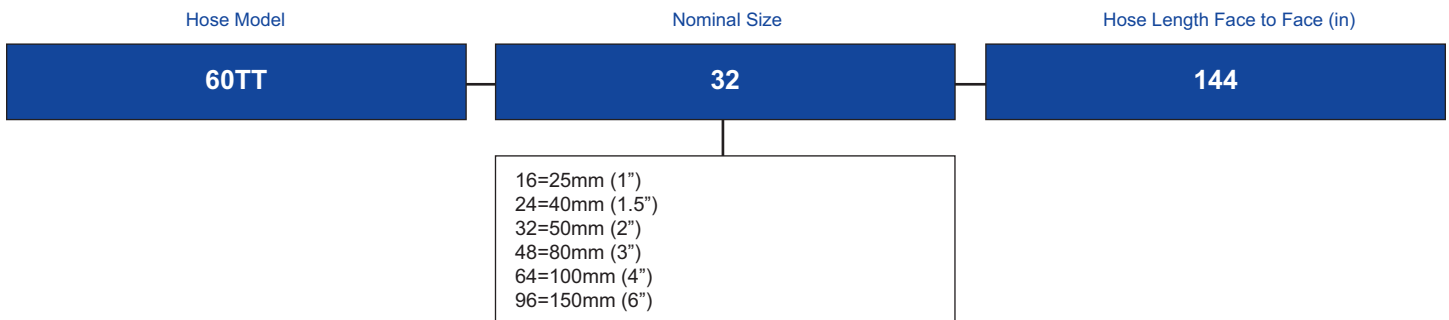 Hose Model
Nominal Size
Hose Length Face to Face (in)
60TT
32
144
16=25mm (1”)
24=40mm (1.5”)
32=50mm (2”)
48=80mm (3”)
64=100mm (4”)
96=150mm (6”)